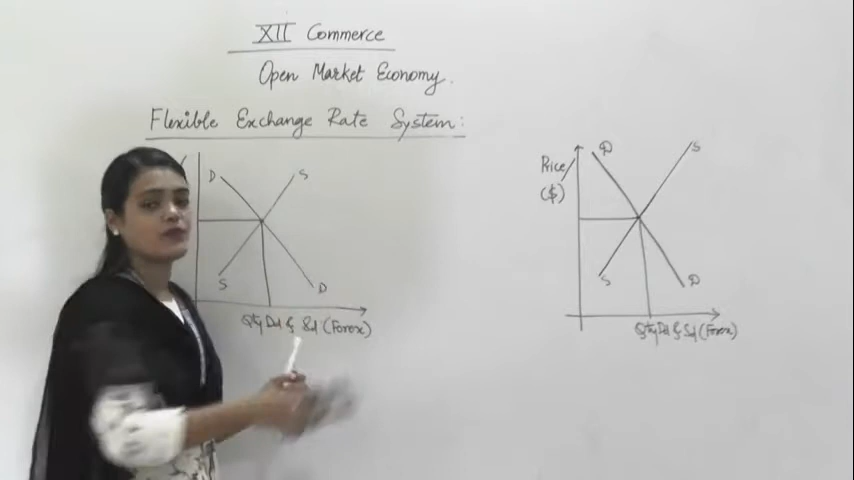 XII Commerce
Open Market Economy.
Flexible Exchange Rate System:
D
S
S
D
Qty Dd & Sd (Forex)
Price/
($)
D
S
S
D
Qty Dd & Sd (Forex)